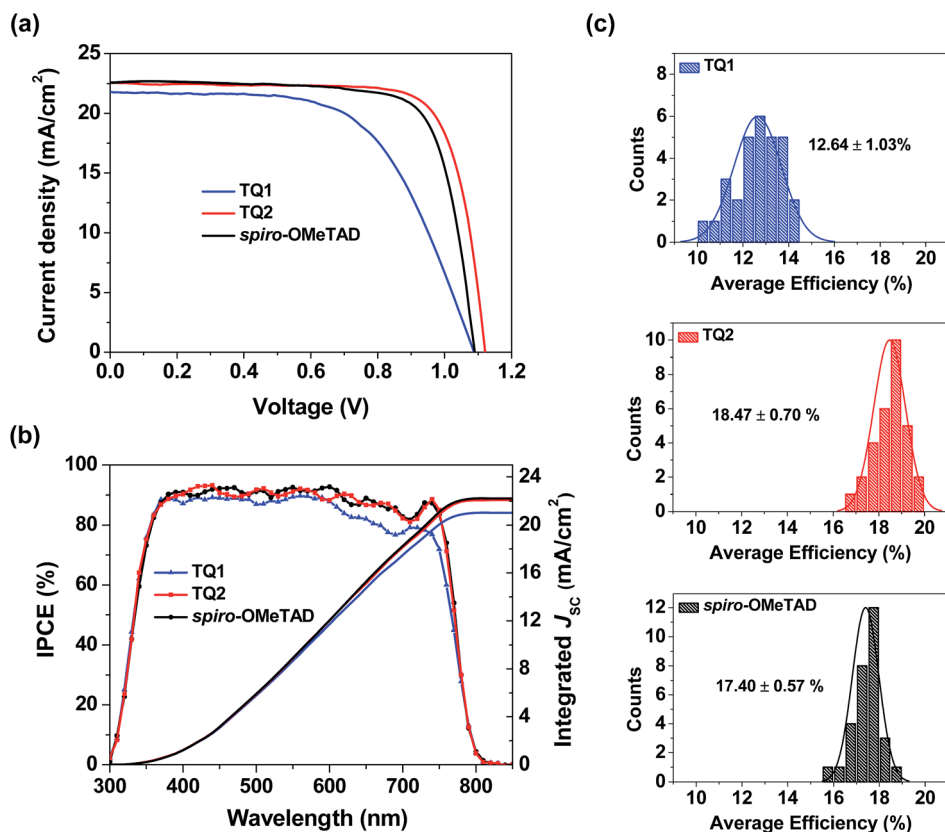 (a)
25
20
15
10
5
0
Current density (mA/cm²)
TQ1
TQ2
spiro-OMeTAD
0.0 0.2 0.4 0.6 0.8 1.0 1.2
Voltage (V)
(b)
100
80
60
40
20
0
IPCE (%)
TQ1
TQ2
spiro-OMeTAD
24
20
16
12
8
4
0
Integrated JSC (mA/cm²)
300 400 500 600 700 800
Wavelength (nm)
(c)
8
6
4
2
0
Counts
TQ1
12.64 ± 1.03%
10 12 14 16 18 20
Average Efficiency (%)
10
8
6
4
2
0
Counts
TQ2
18.47 ± 0.70 %
10 12 14 16 18 20
Average Efficiency (%)
12
10
8
6
4
2
0
Counts
spiro-OMeTAD
17.40 ± 0.57 %
10 12 14 16 18 20
Average Efficiency (%)